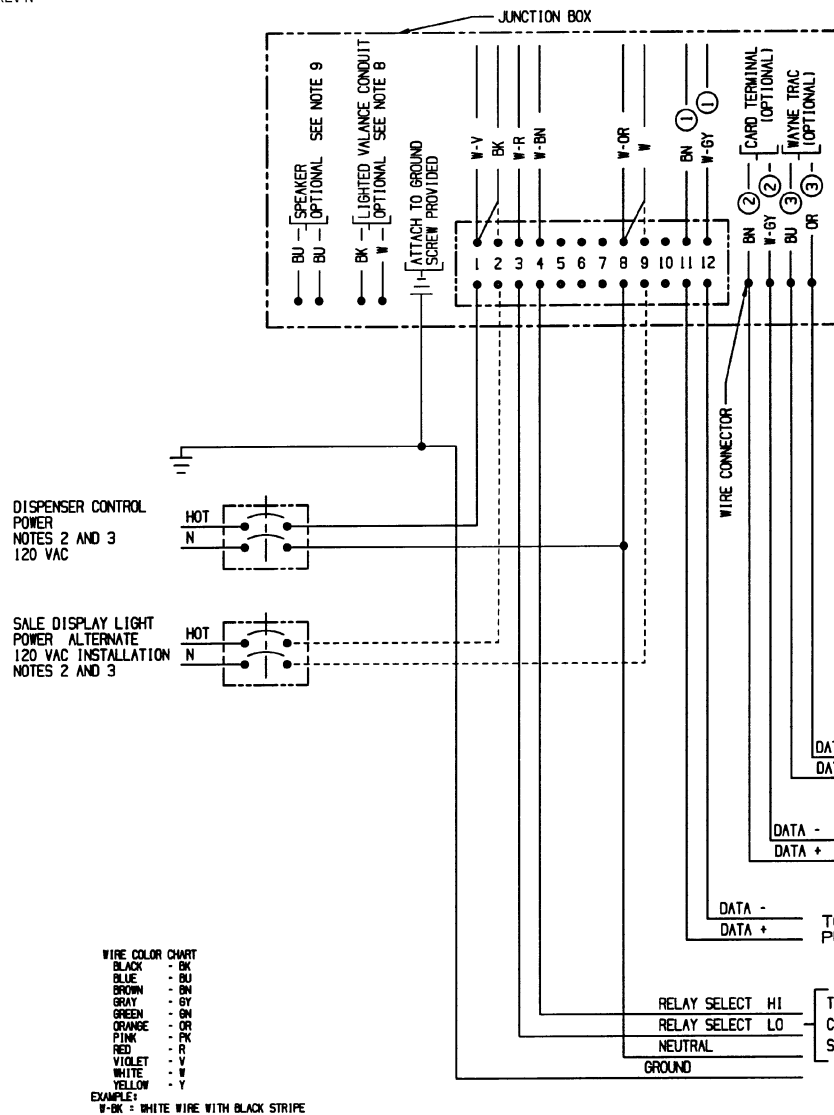 JUNCTION BOX
SPEAKER
OPTIONAL SEE NOTE 9
BU
BU
LIGHTED VALANCE CONDUIT
OPTIONAL SEE NOTE 8
BK
W
ATTACH TO GROUND
SCREW PROVIDED
W-V
BK
W-R
W-BN
W-OR
W
BN 1
W-GY 1
CARD TERMINAL
(OPTIONAL)
BN 2
W-GY 2
WAYNE TRAC
(OPTIONAL)
BU 3
OR 3
1 2 3 4 5 6 7 8 9 10 11 12
WIRE CONNECTOR
DISPENSER CONTROL
POWER
NOTES 2 AND 3
120 VAC
HOT
N
SALE DISPLAY LIGHT
POWER ALTERNATE
120 VAC INSTALLATION
NOTES 2 AND 3
HOT
N
DATA -
DATA +
DATA -
DATA +
RELAY SELECT HI
RELAY SELECT LO
NEUTRAL
GROUND
WIRE COLOR CHART
BLACK - BK
BLUE - BU
BROWN - BN
GRAY - GY
GREEN - GN
ORANGE - OR
PINK - PK
RED - R
VIOLET - V
WHITE - W
YELLOW - Y
EXAMPLE:
W-BK = WHITE WIRE WITH BLACK STRIPE